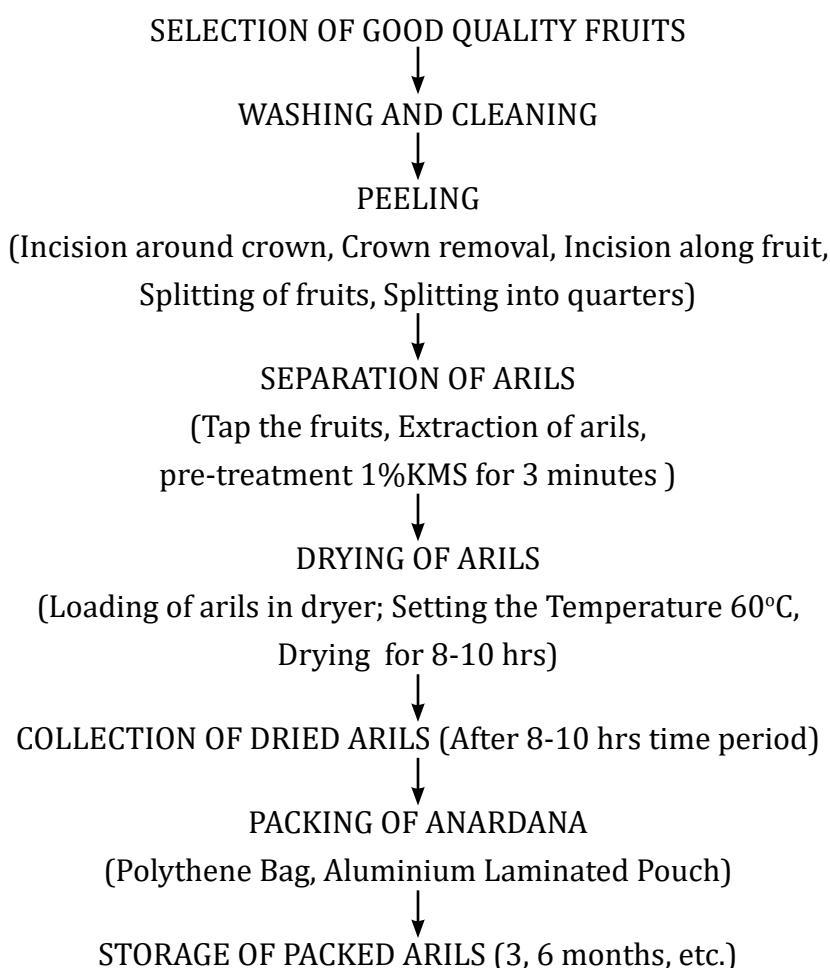 SELECTION OF GOOD QUALITY FRUITS
WASHING AND CLEANING
PEELING
(Incision around crown, Crown removal, Incision along fruit,
Splitting of fruits, Splitting into quarters)
SEPARATION OF ARILS
(Tap the fruits, Extraction of arils,
pre-treatment 1%KMS for 3 minutes )
DRYING OF ARILS
(Loading of arils in dryer; Setting the Temperature 60°C,
Drying  for 8-10 hrs)
COLLECTION OF DRIED ARILS (After 8-10 hrs time period)
PACKING OF ANARDANA
(Polythene Bag, Aluminium Laminated Pouch)
STORAGE OF PACKED ARILS (3, 6 months, etc.)